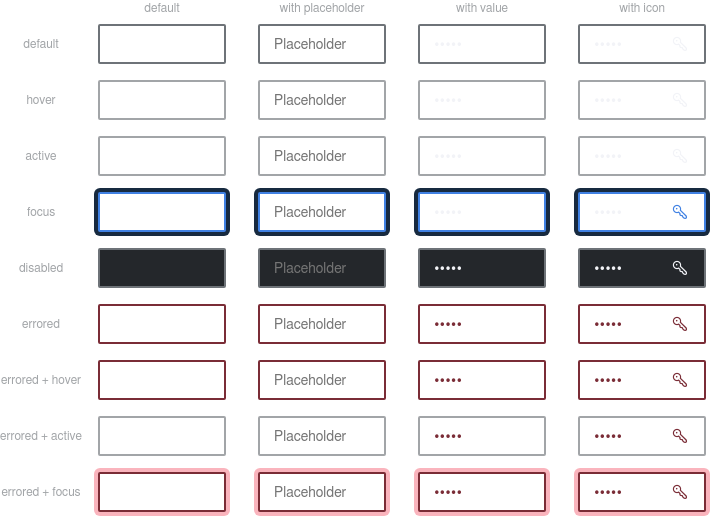 default with placeholder with value with icon
default Placeholder ••••• •••••
hover Placeholder ••••• •••••
active Placeholder ••••• •••••
focus Placeholder ••••• •••••
disabled Placeholder ••••• •••••
errored Placeholder ••••• •••••
errored + hover Placeholder ••••• •••••
errored + active Placeholder ••••• •••••
errored + focus Placeholder ••••• •••••